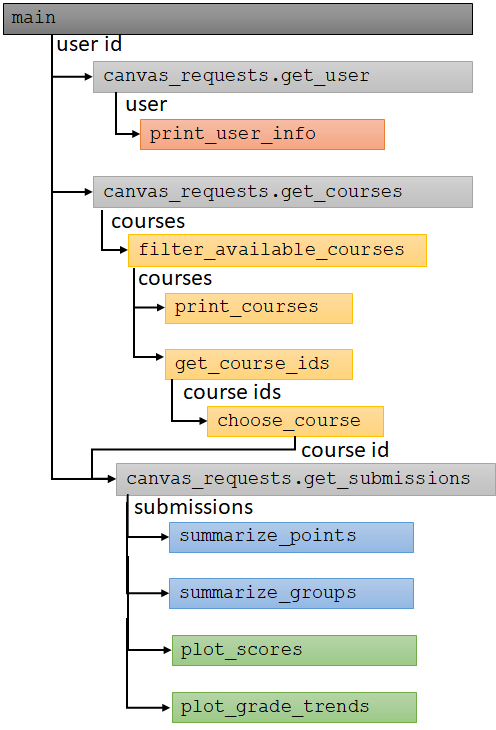 main
user id
canvas_requests.get_user
user
print_user_info
canvas_requests.get_courses
courses
filter_available_courses
courses
print_courses
get_course_ids
course ids
choose_course
course id
canvas_requests.get_submissions
submissions
summarize_points
summarize_groups
plot_scores
plot_grade_trends